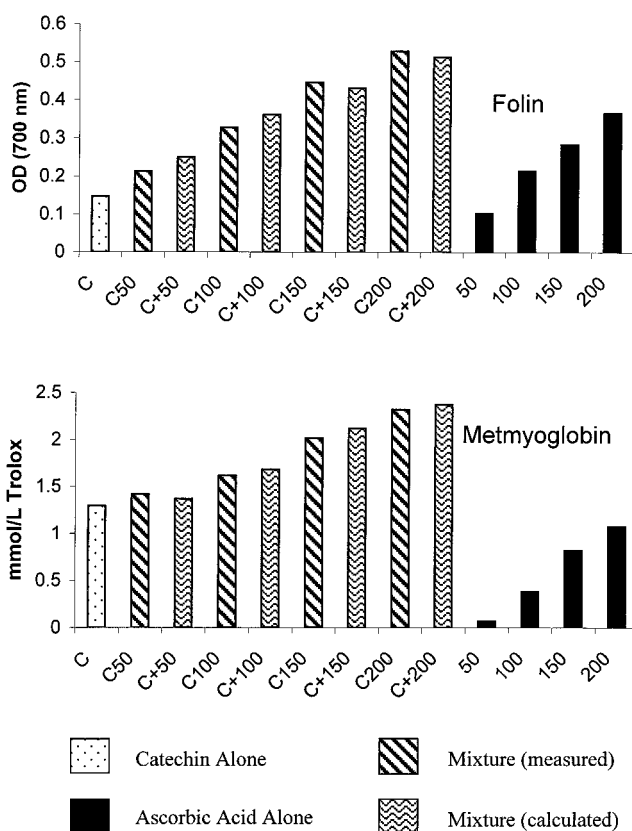 0.6
0.5
0.4
0.3
0.2
0.1
0
OD (700 nm)
Folin
C C50 C+50 C100 C+100 C150 C+150 C200 C+200 50 100 150 200
2.5
2
1.5
1
0.5
0
mmol/L Trolox
Metmyoglobin
C C50 C+50 C100 C+100 C150 C+150 C200 C+200 50 100 150 200
Catechin Alone Mixture (measured)
Ascorbic Acid Alone Mixture (calculated)